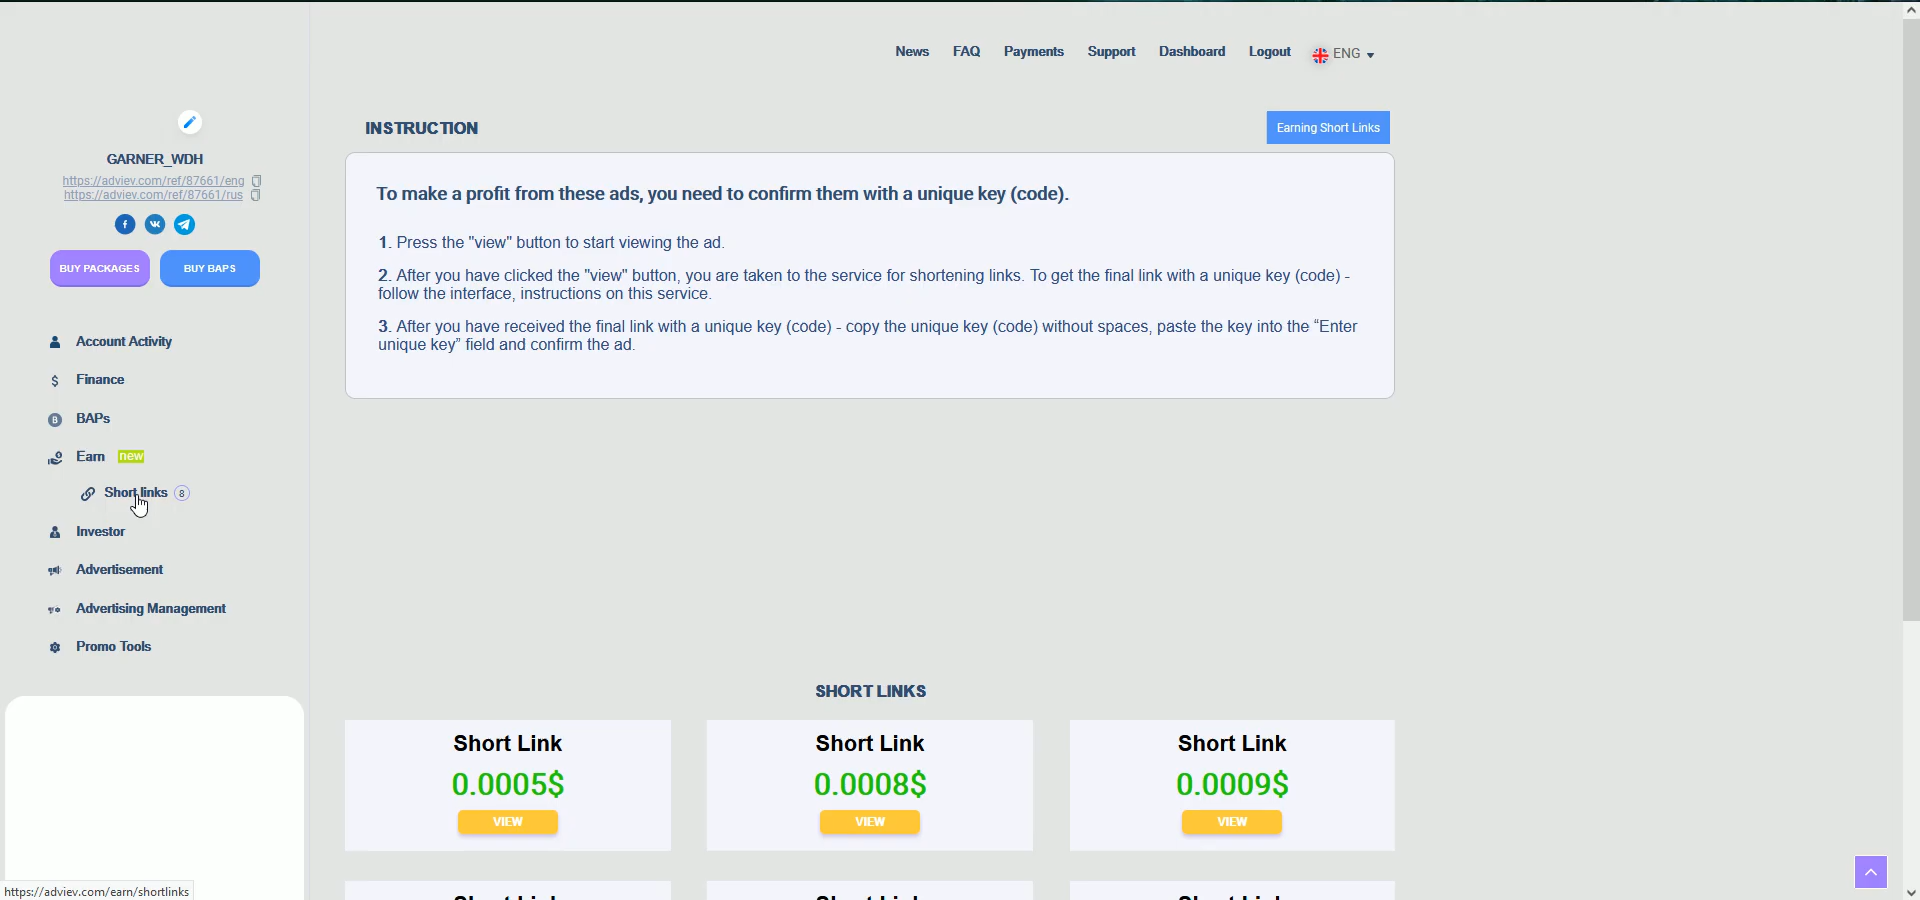 News FAQ Payments Support Dashboard Logout ENG
GARNER_WDH
https://adviev.com/ref/87661/eng
https://adviev.com/ref/87661/rus
BUY PACKAGES BUY BAPS
Account Activity
$ Finance
B BAPs
Earn new
Short links 8
Investor
Advertisement
Advertising Management
Promo Tools
INSTRUCTION
Earning Short Links
To make a profit from these ads, you need to confirm them with a unique key (code).
1. Press the "view" button to start viewing the ad.
2. After you have clicked the "view" button, you are taken to the service for shortening links. To get the final link with a unique key (code) -
follow the interface, instructions on this service.
3. After you have received the final link with a unique key (code) - copy the unique key (code) without spaces, paste the key into the “Enter
unique key” field and confirm the ad.
SHORT LINKS
Short Link
0.0005$
VIEW
Short Link
0.0008$
VIEW
Short Link
0.0009$
VIEW
https://adviev.com/earn/shortlinks